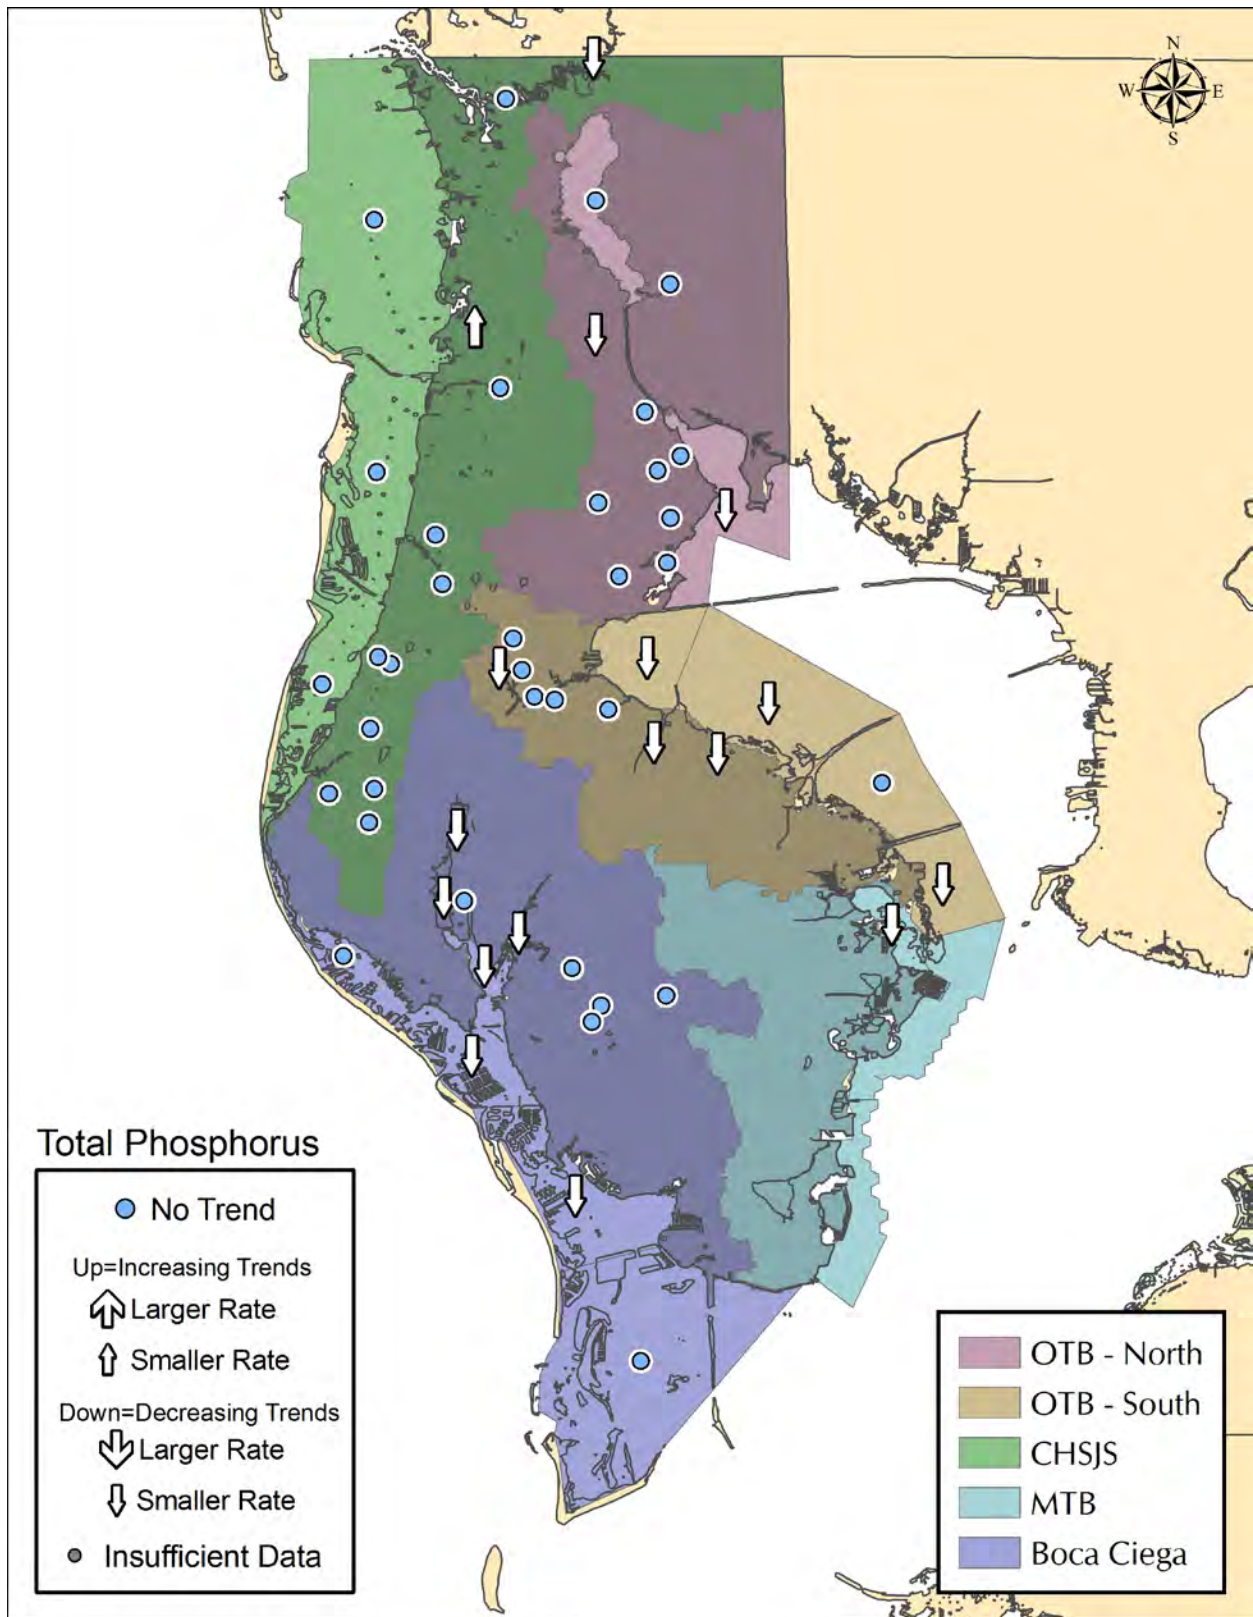 N
W E
S
Total Phosphorus
No Trend
Up=Increasing Trends
Larger Rate
Smaller Rate
Down=Decreasing Trends
Larger Rate
Smaller Rate
Insufficient Data
OTB - North
OTB - South
CHSJS
MTB
Boca Ciega